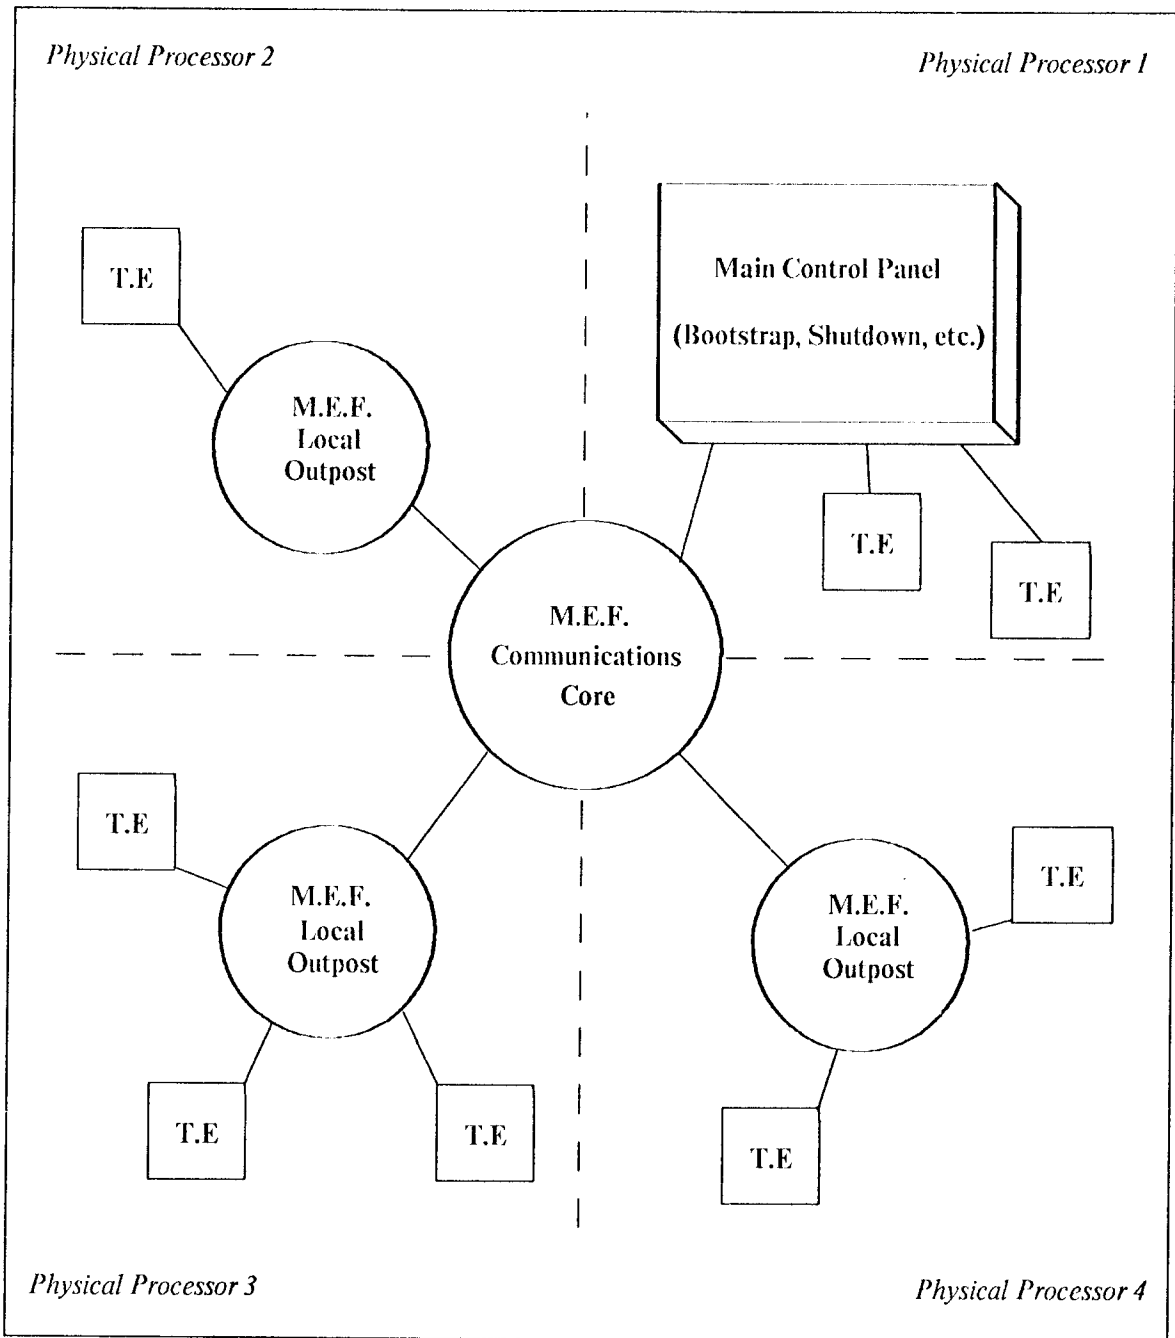 Physical Processor 2
Physical Processor 1
Main Control Panel
(Bootstrap, Shutdown, etc.)
T.E
M.E.F.
Local
Outpost
T.E
T.E
M.E.F.
Communications
Core
T.E
M.E.F.
Local
Outpost
T.E
T.E
T.E
M.E.F.
Local
Outpost
T.E
Physical Processor 3
Physical Processor 4